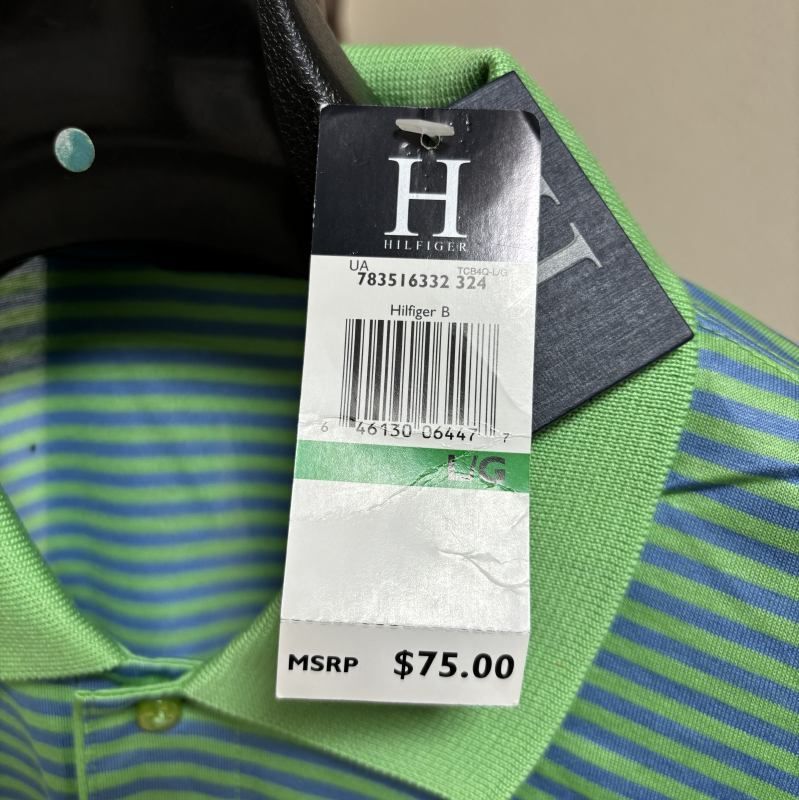 H
HILFIGER
UA
TCB4Q-L/G
783516332 324
Hilfiger B
6 46130 06447 7
L/G
MSRP $75.00
H